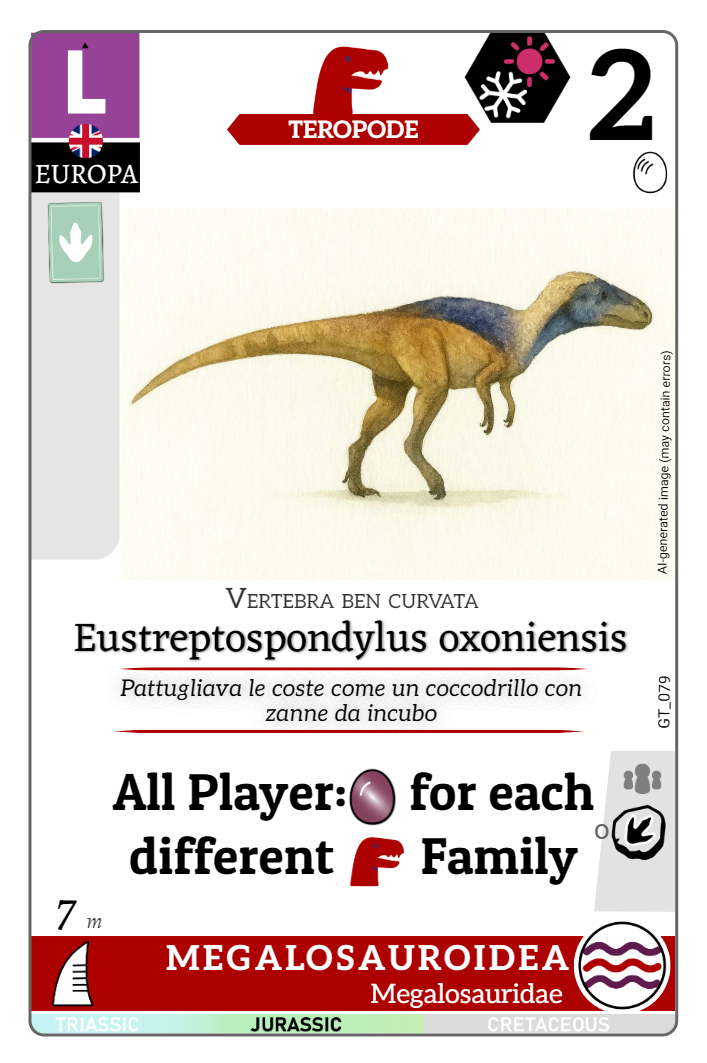 L
EUROPA
TEROPODE
2
AI-generated image (may contain errors)
VERTEBRA BEN CURVATA
Eustreptospondylus oxoniensis
Pattugliava le coste come un coccodrillo con
zanne da incubo
GT_079
All Player: for each
different Family
o
7 m
MEGALOSAUROIDEA
Megalosauridae
TRIASSIC JURASSIC CRETACEOUS